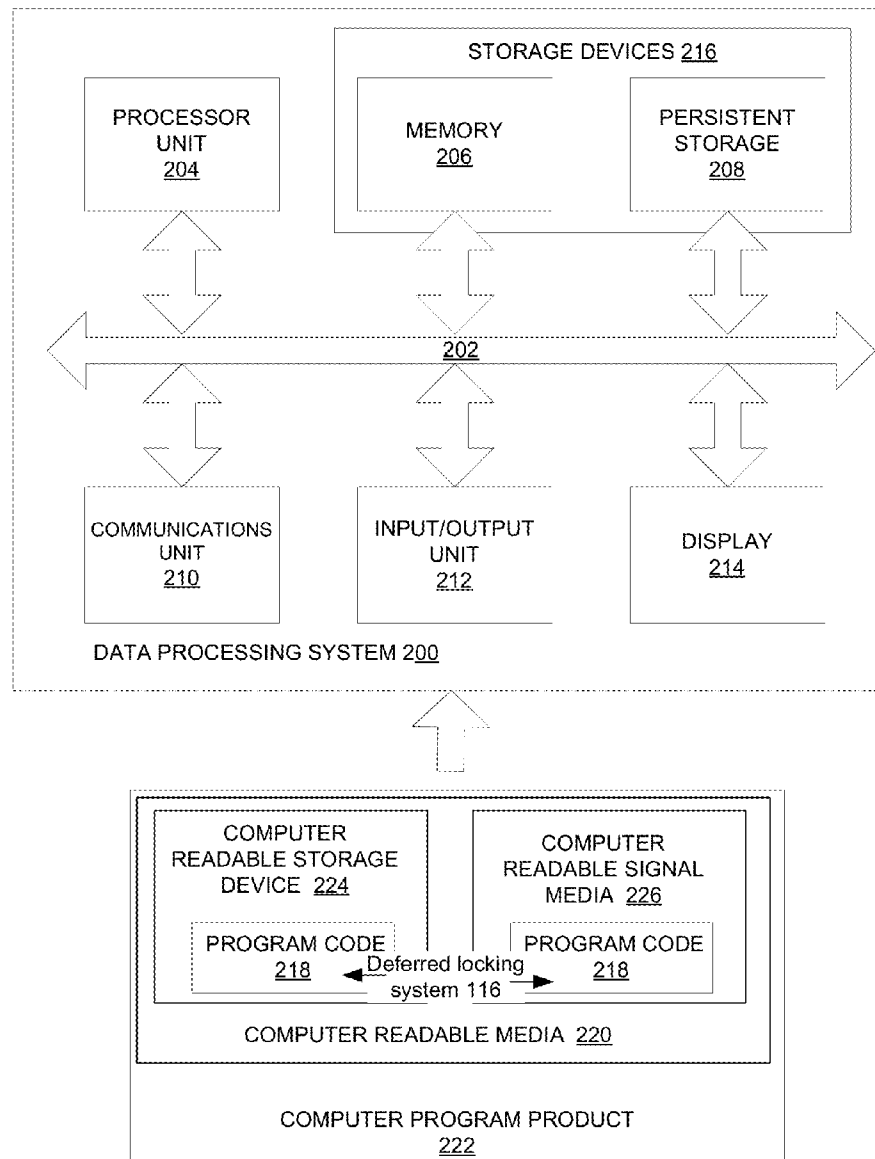 STORAGE DEVICES 216
PROCESSOR
UNIT
204
MEMORY
206
PERSISTENT
STORAGE
208
202
COMMUNICATIONS
UNIT
210
INPUT/OUTPUT
UNIT
212
DISPLAY
214
DATA PROCESSING SYSTEM 200
COMPUTER
READABLE STORAGE
DEVICE 224
COMPUTER
READABLE SIGNAL
MEDIA 226
PROGRAM CODE
218
PROGRAM CODE
218
Deferred locking
system 116
COMPUTER READABLE MEDIA 220
COMPUTER PROGRAM PRODUCT
222